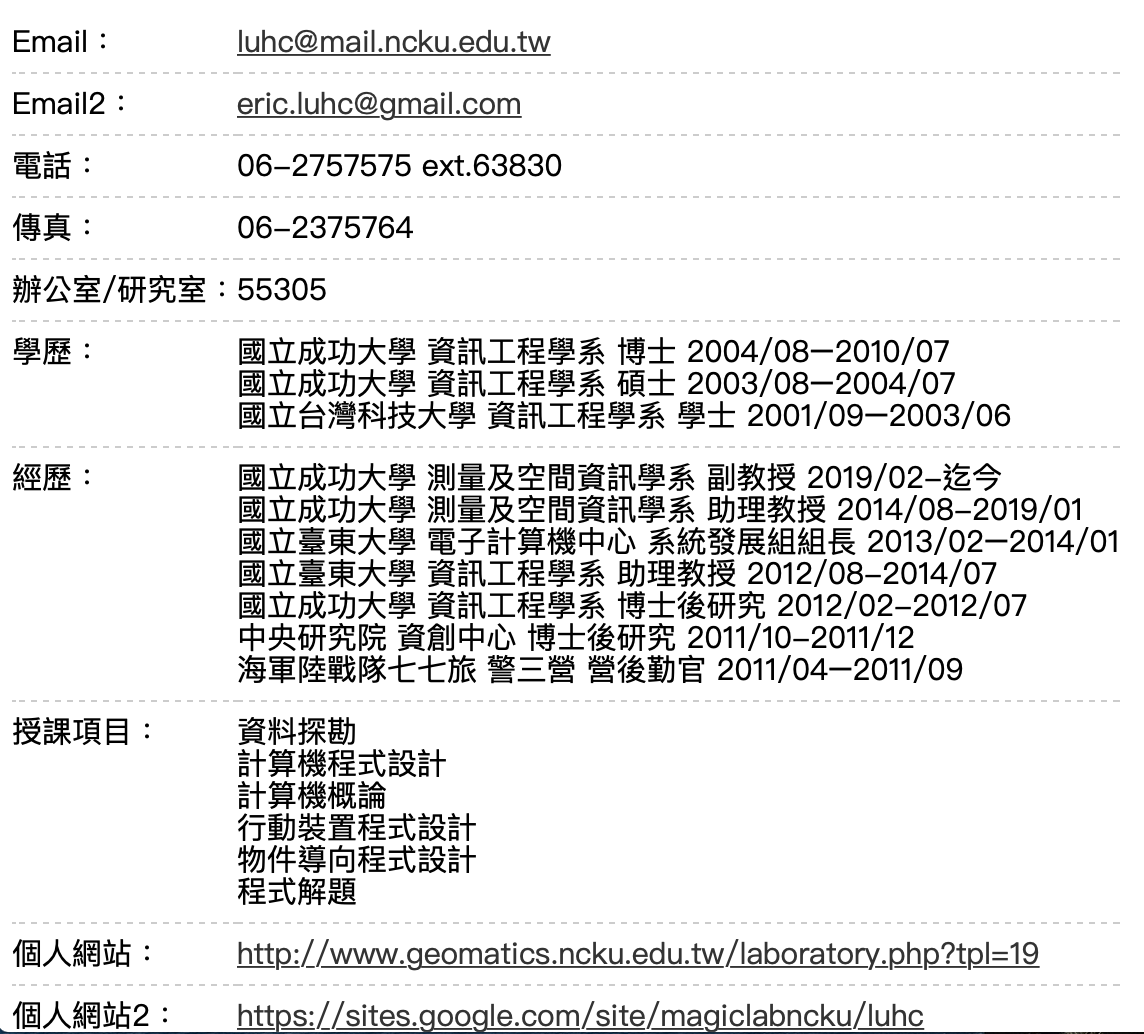 Email： luhc@mail.ncku.edu.tw
Email2： eric.luhc@gmail.com
電話： 06-2757575 ext.63830
傳真： 06-2375764
辦公室/研究室：55305
學歷： 國立成功大學 資訊工程學系 博士 2004/08－2010/07
國立成功大學 資訊工程學系 碩士 2003/08－2004/07
國立台灣科技大學 資訊工程學系 學士 2001/09－2003/06
經歷： 國立成功大學 測量及空間資訊學系 副教授 2019/02-迄今
國立成功大學 測量及空間資訊學系 助理教授 2014/08-2019/01
國立臺東大學 電子計算機中心 系統發展組組長 2013/02－2014/01
國立臺東大學 資訊工程學系 助理教授 2012/08-2014/07
國立成功大學 資訊工程學系 博士後研究 2012/02-2012/07
中央研究院 資創中心 博士後研究 2011/10-2011/12
海軍陸戰隊七七旅 警三營 營後勤官 2011/04－2011/09
授課項目： 資料探勘
計算機程式設計
計算機概論
行動裝置程式設計
物件導向程式設計
程式解題
個人網站： http://www.geomatics.ncku.edu.tw/laboratory.php?tpl=19
個人網站2： https://sites.google.com/site/magiclabncku/luhc